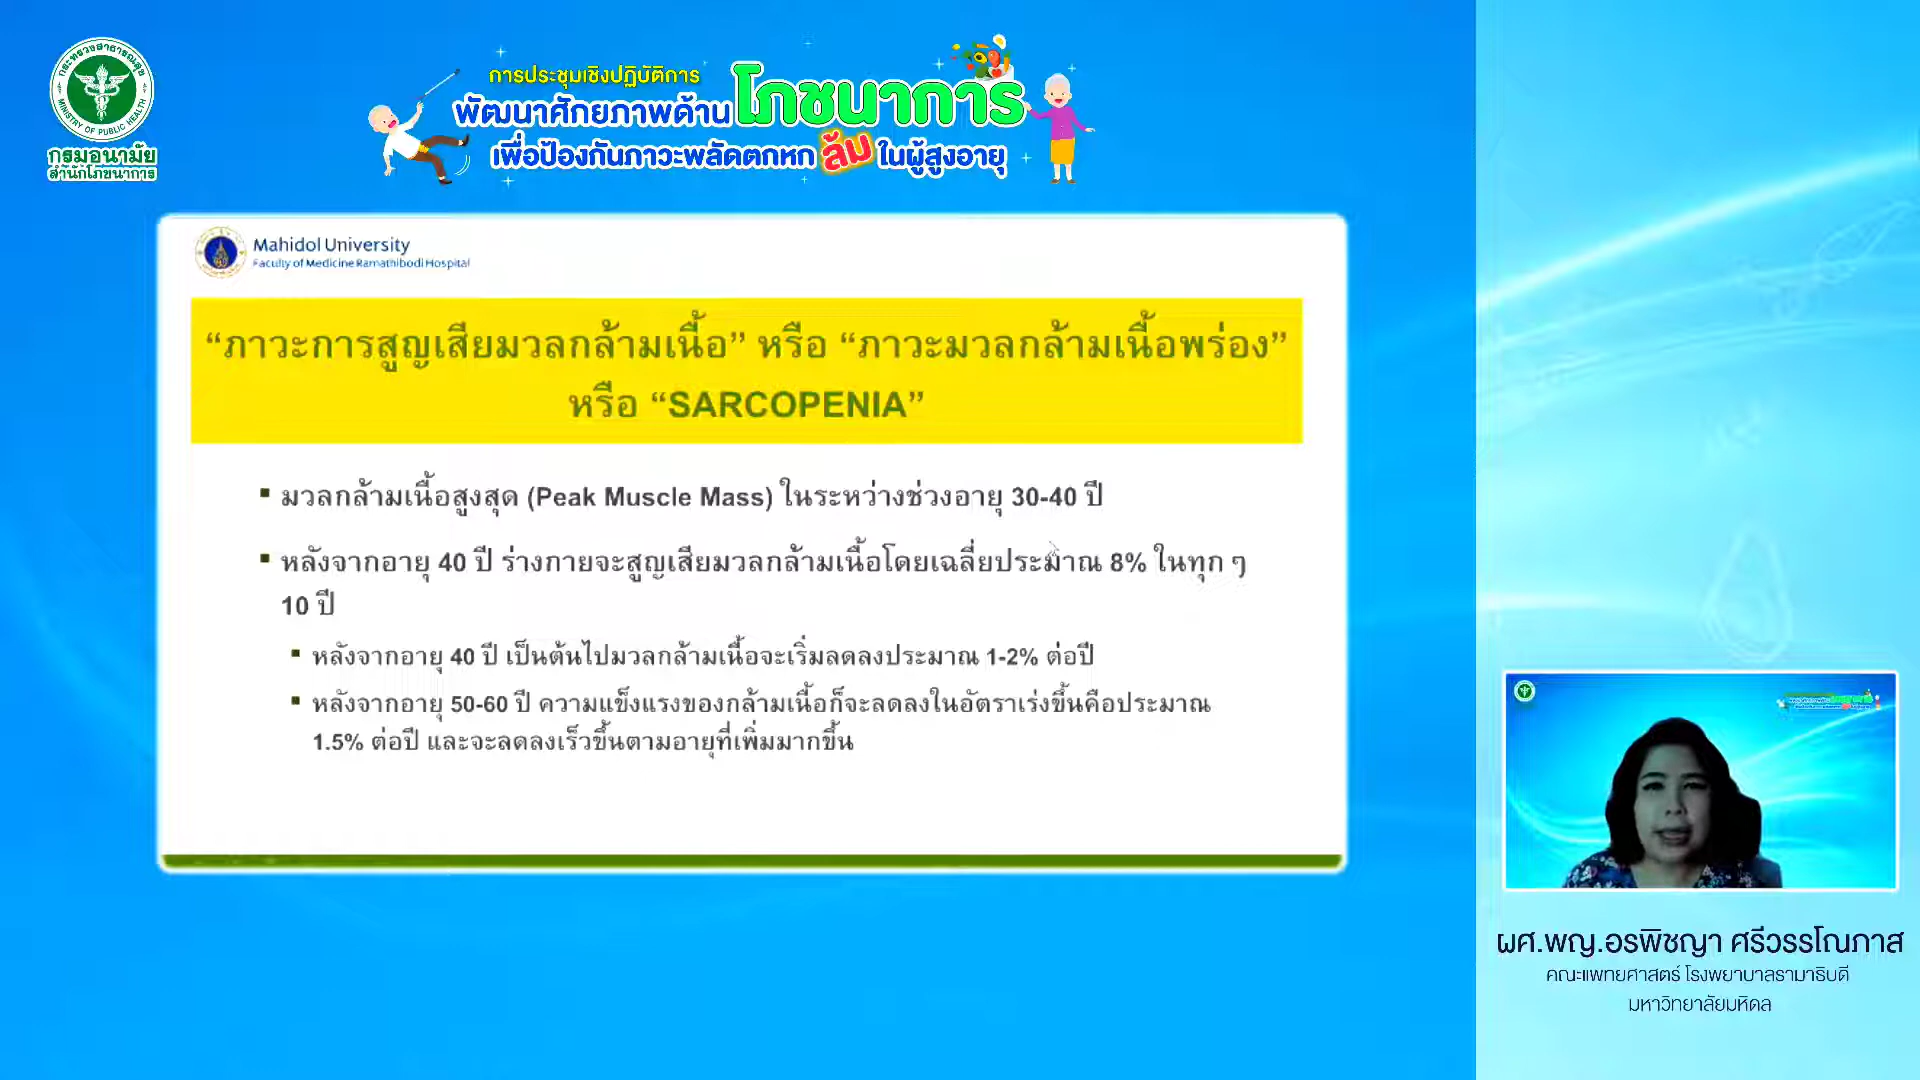 กระทรวงสาธารณสุข
MINISTRY OF PUBLIC HEALTH
กรมอนามัย
สำนักโภชนาการ
การประชุมเชิงปฏิบัติการ
พัฒนาศักยภาพด้านโภชนาการ
เพื่อป้องกันภาวะพลัดตกหกล้มในผู้สูงอายุ
Mahidol University
Faculty of Medicine Ramathibodi Hospital
“ภาวะการสูญเสียมวลกล้ามเนื้อ” หรือ “ภาวะมวลกล้ามเนื้อพร่อง”
หรือ “SARCOPENIA”
▪ มวลกล้ามเนื้อสูงสุด (Peak Muscle Mass) ในระหว่างช่วงอายุ 30-40 ปี
▪ หลังจากอายุ 40 ปี ร่างกายจะสูญเสียมวลกล้ามเนื้อโดยเฉลี่ยประมาณ 8% ในทุก ๆ
10 ปี
▪ หลังจากอายุ 40 ปี เป็นต้นไปมวลกล้ามเนื้อจะเริ่มลดลงประมาณ 1-2% ต่อปี
▪ หลังจากอายุ 50-60 ปี ความแข็งแรงของกล้ามเนื้อก็จะลดลงในอัตราเร่งขึ้นคือประมาณ
1.5% ต่อปี และจะลดลงเร็วขึ้นตามอายุที่เพิ่มมากขึ้น
ผศ.พญ.อรพิชญา ศรีวรรโณภาส
คณะแพทยศาสตร์ โรงพยาบาลรามาธิบดี
มหาวิทยาลัยมหิดล